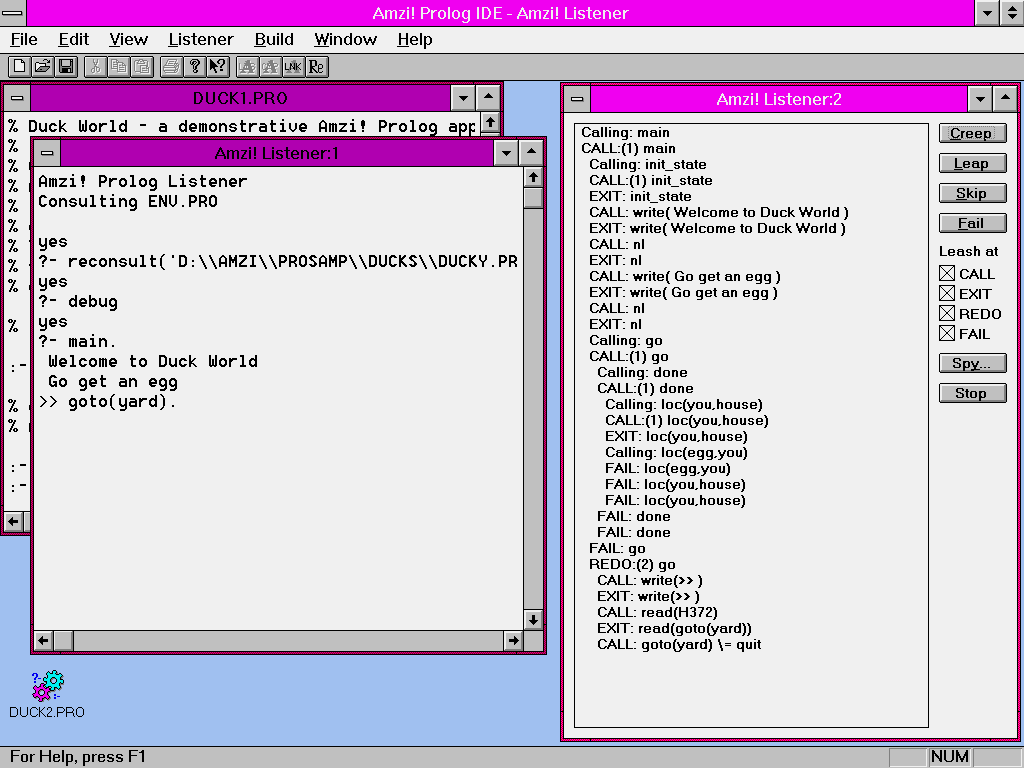 Amzi! Prolog IDE - Amzi! Listener
File Edit View Listener Build Window Help
LNK Re
DUCK1.PRO
% Duck World - a demonstrative Amzi! Prolog app
%
%
%
%
%
%
%
%
%
:-
%
%
:-
:-
Amzi! Listener:1
Amzi! Prolog Listener
Consulting ENV.PRO
yes
?- reconsult('D:\\AMZI\\PROSAMP\\DUCKS\\DUCKY.PR
yes
?- debug
yes
?- main.
Welcome to Duck World
Go get an egg
>> goto(yard).
Amzi! Listener:2
Calling: main
CALL:(1) main
Calling: init_state
CALL:(1) init_state
EXIT: init_state
CALL: write( Welcome to Duck World )
EXIT: write( Welcome to Duck World )
CALL: nl
EXIT: nl
CALL: write( Go get an egg )
EXIT: write( Go get an egg )
CALL: nl
EXIT: nl
Calling: go
CALL:(1) go
Calling: done
CALL:(1) done
Calling: loc(you,house)
CALL:(1) loc(you,house)
EXIT: loc(you,house)
Calling: loc(egg,you)
FAIL: loc(egg,you)
FAIL: loc(you,house)
FAIL: loc(you,house)
FAIL: done
FAIL: done
FAIL: go
REDO:(2) go
CALL: write(>> )
EXIT: write(>> )
CALL: read(H372)
EXIT: read(goto(yard))
CALL: goto(yard) \= quit
Creep
Leap
Skip
Fail
Leash at
CALL
EXIT
REDO
FAIL
Spy...
Stop
?-
:-
DUCK2.PRO
For Help, press F1
NUM